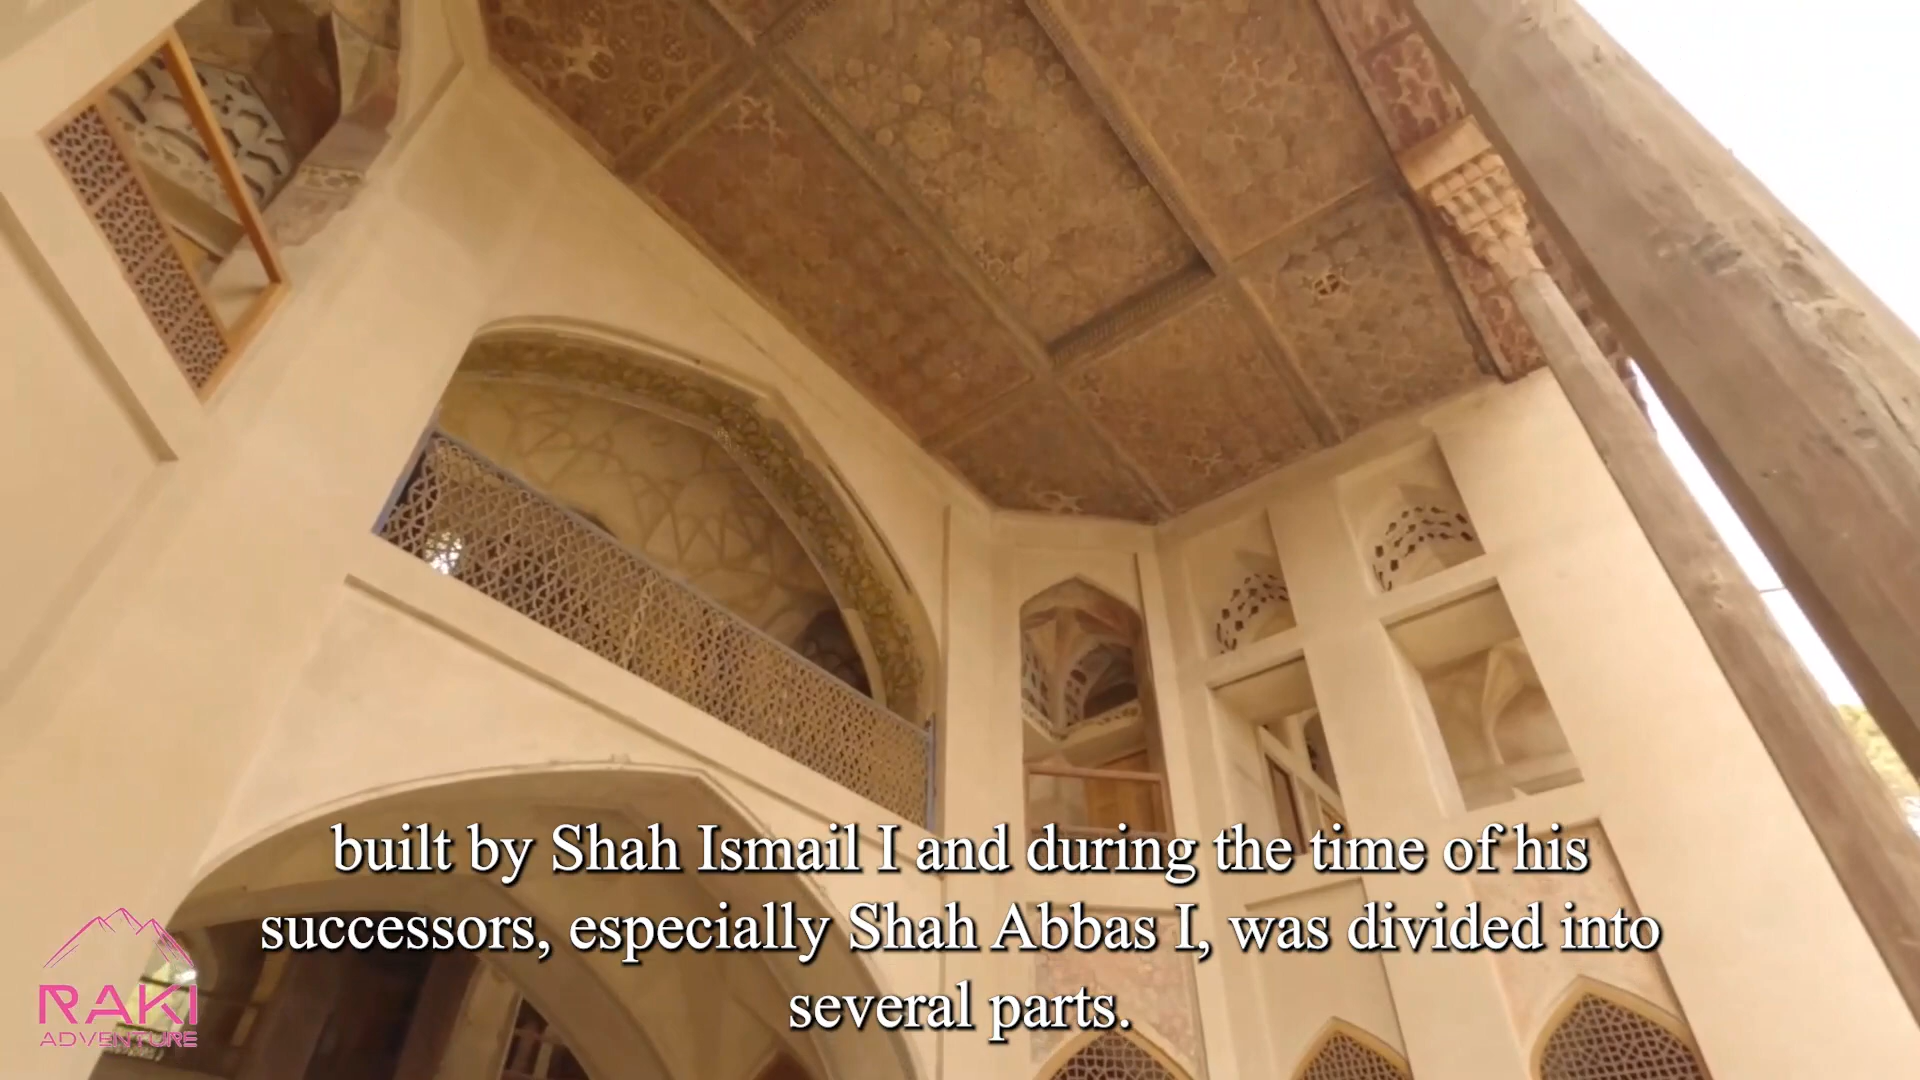 built by Shah Ismail I and during the time of his
successors, especially Shah Abbas I, was divided into
several parts.
RAKI
ADVENTURE